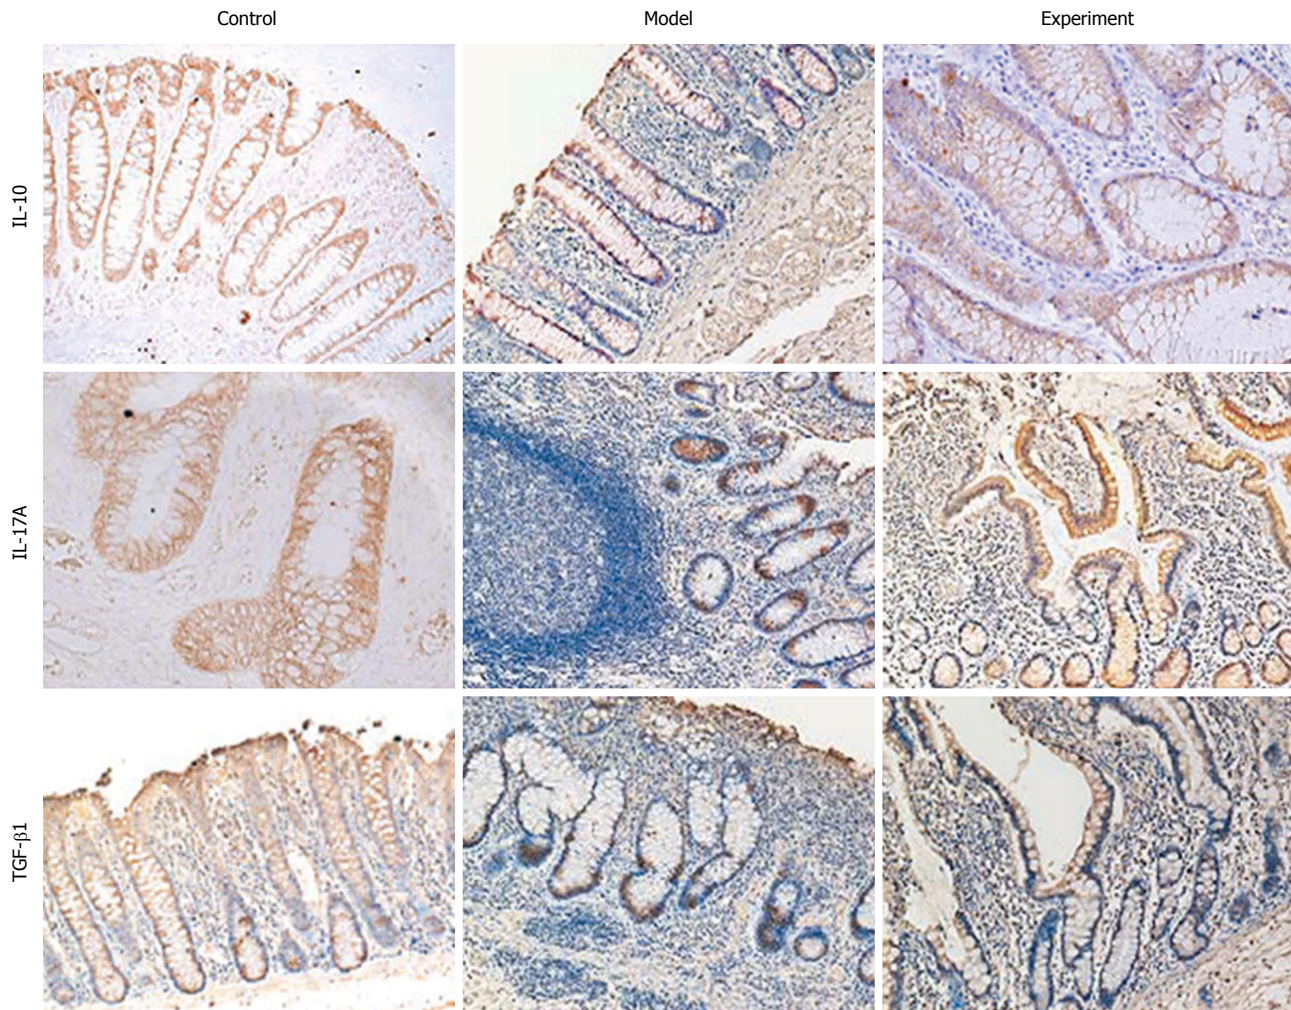 Control
Model
Experiment
IL-10
IL-17A
TGF-β1